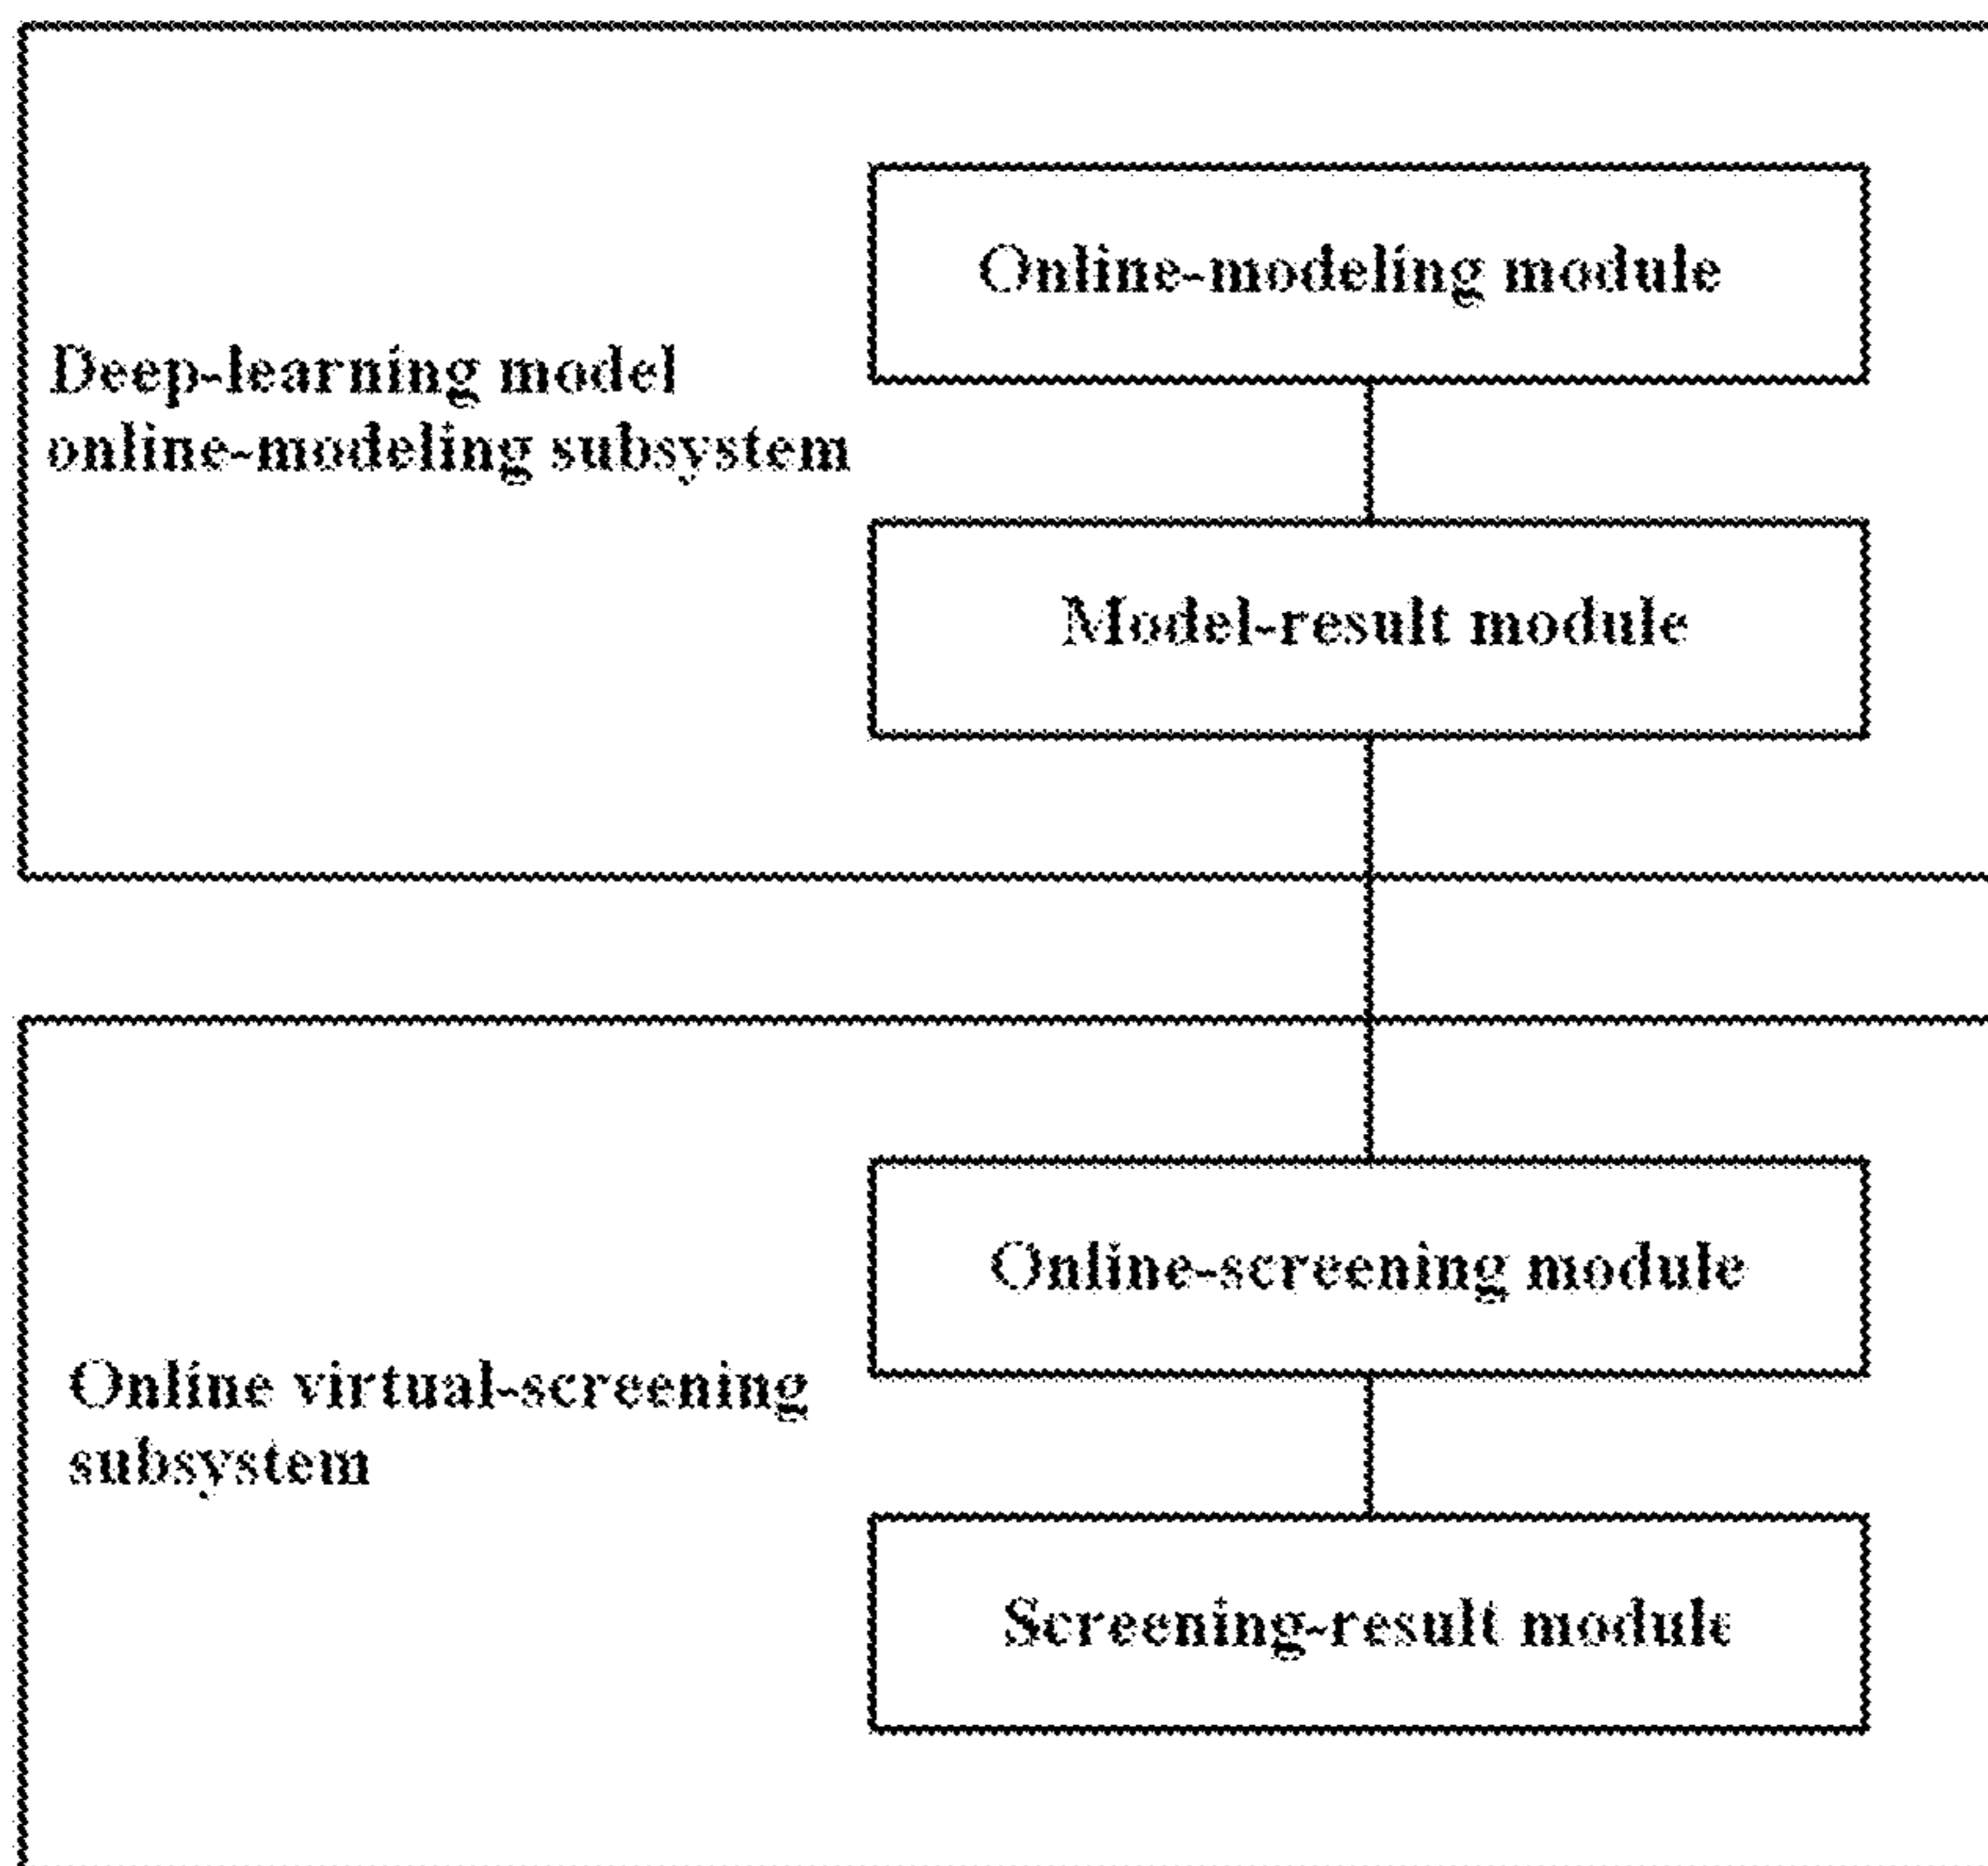 Online-modeling module
Deep-learning model
online-modeling subsystem
Model-result module
Online-screening module
Online virtual-screening
subsystem
Screening-result module